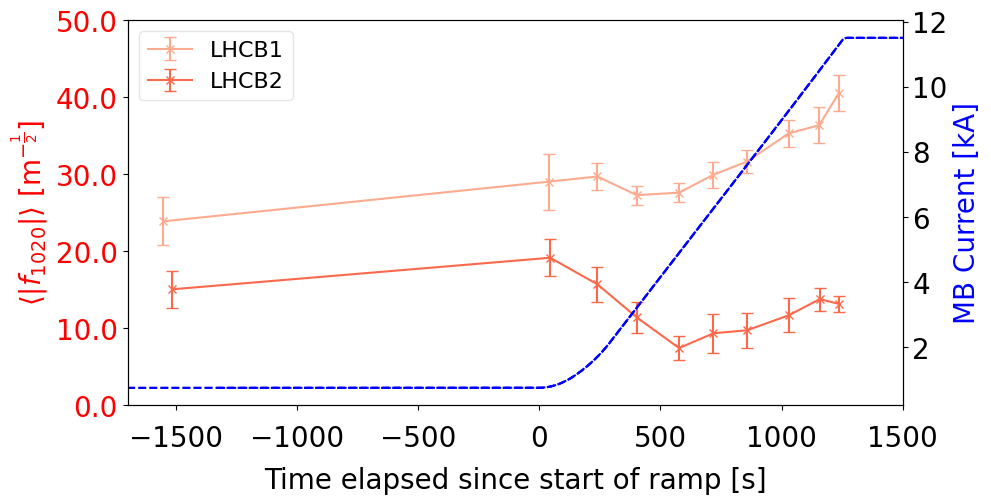 LHCB1
LHCB2
50.0
40.0
30.0
20.0
10.0
0.0
⟨|f₁₀₂₀|⟩ [m^{-1/2}]
12
10
8
6
4
2
MB Current [kA]
−1500 −1000 −500 0 500 1000 1500
Time elapsed since start of ramp [s]